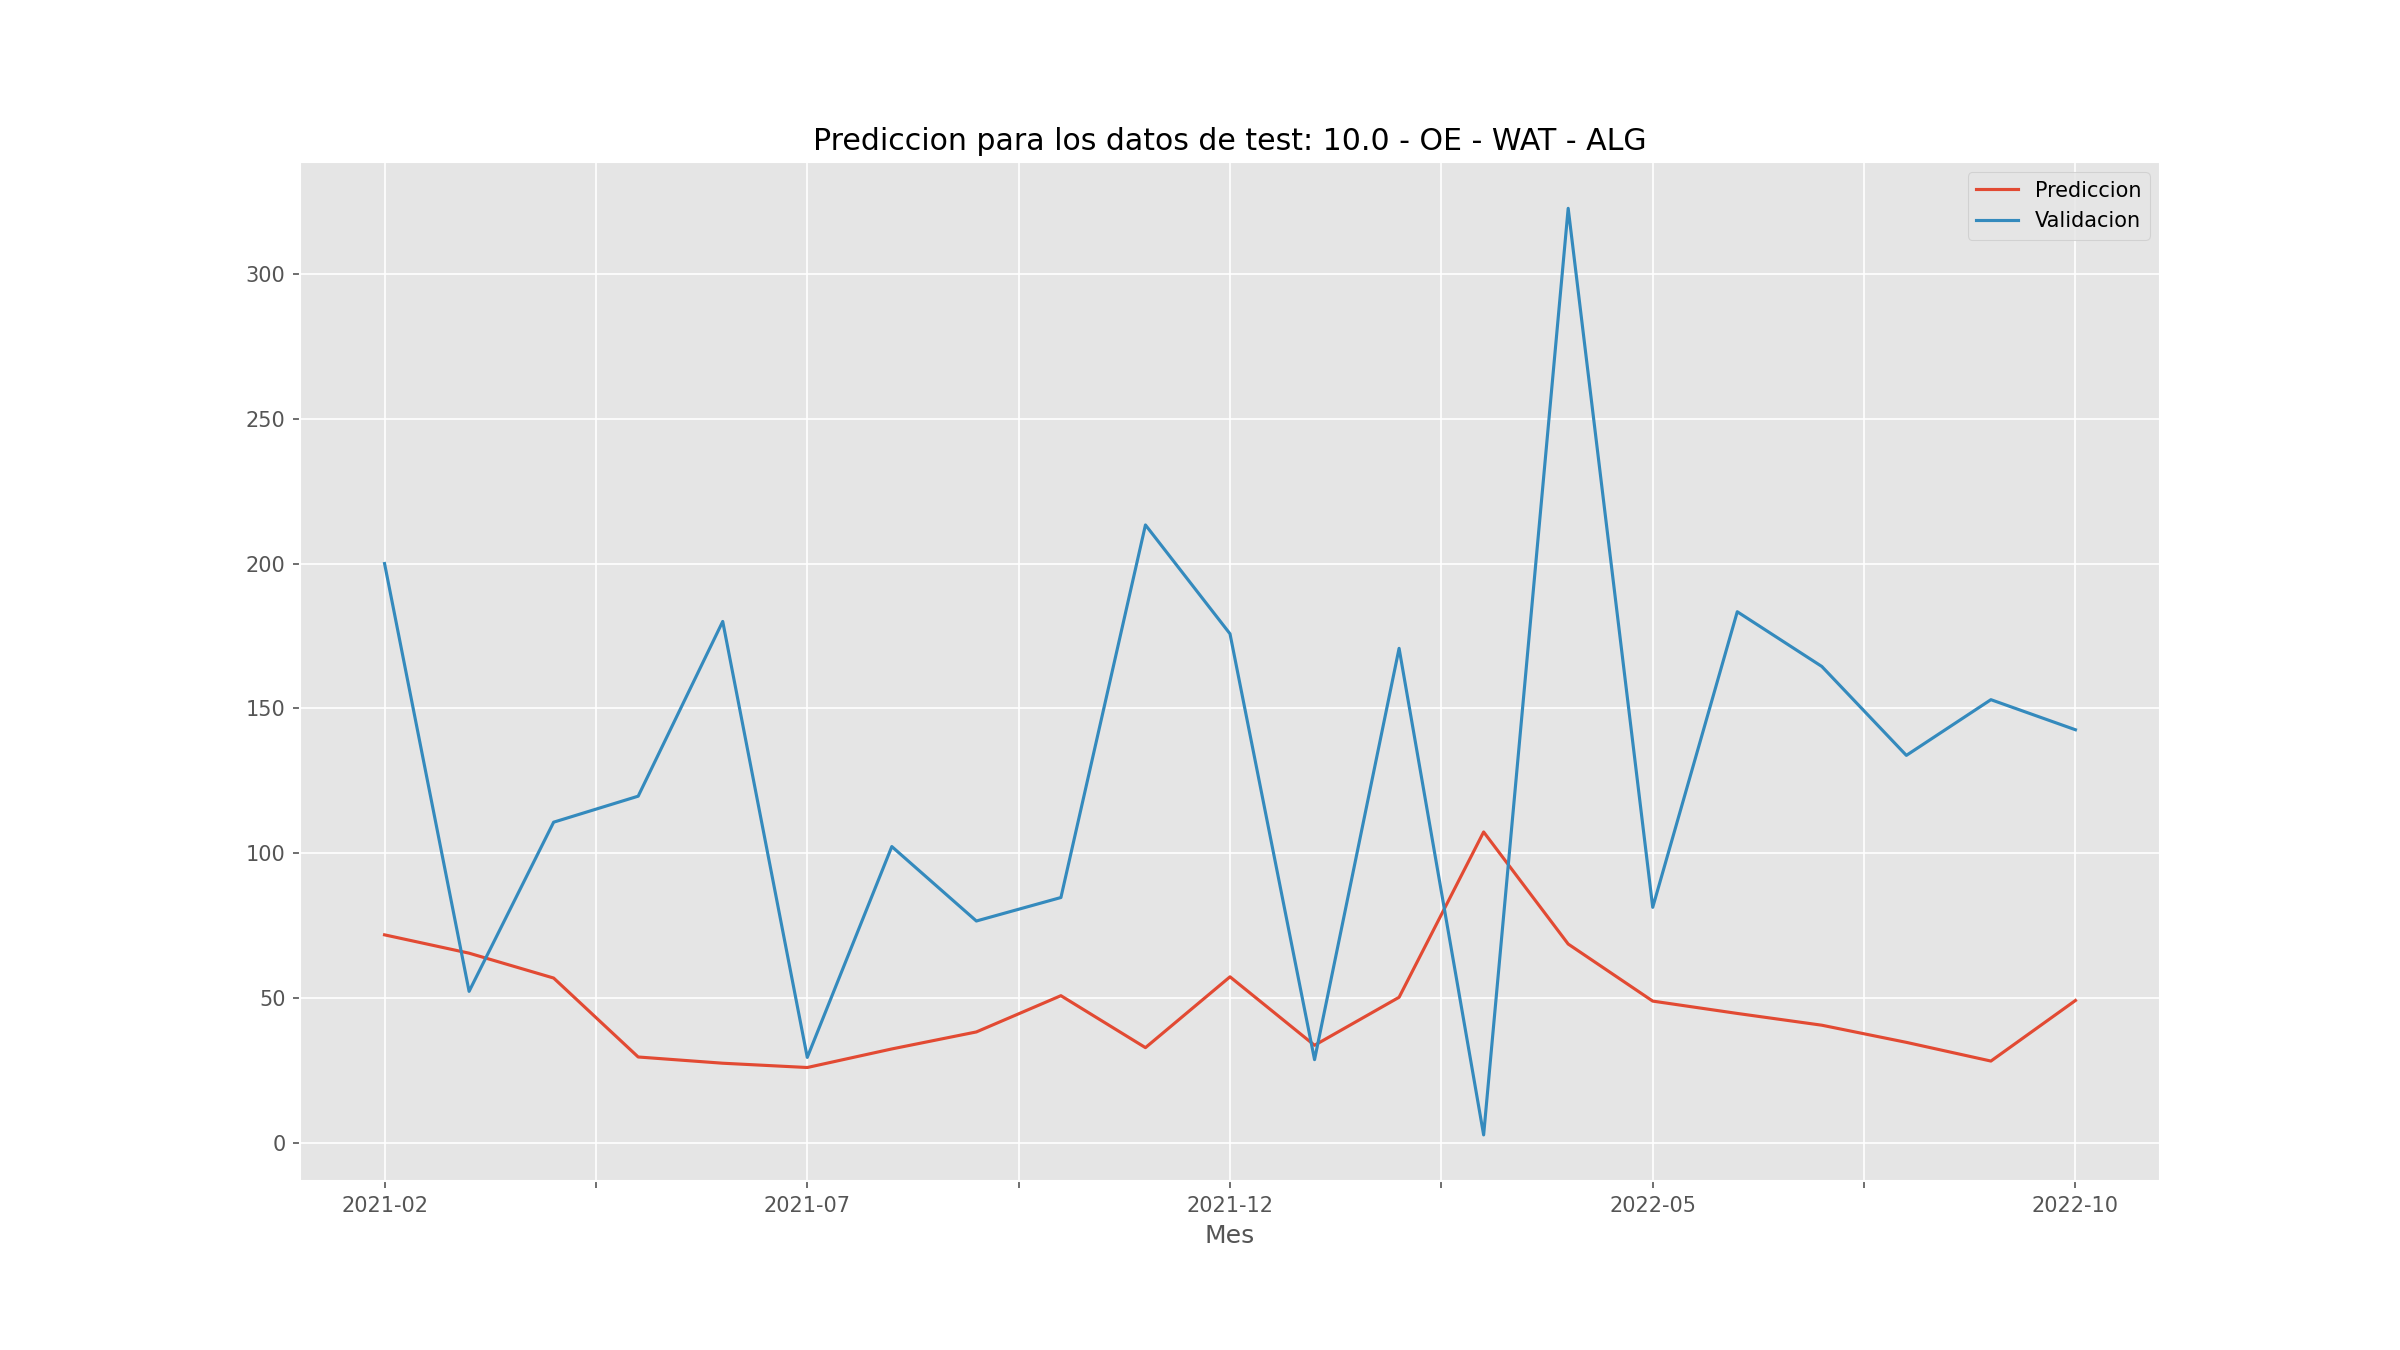 Prediccion para los datos de test: 10.0 - OE - WAT - ALG
Prediccion
Validacion
300
250
200
150
100
50
0
2021-02 2021-07 2021-12 2022-05 2022-10
Mes